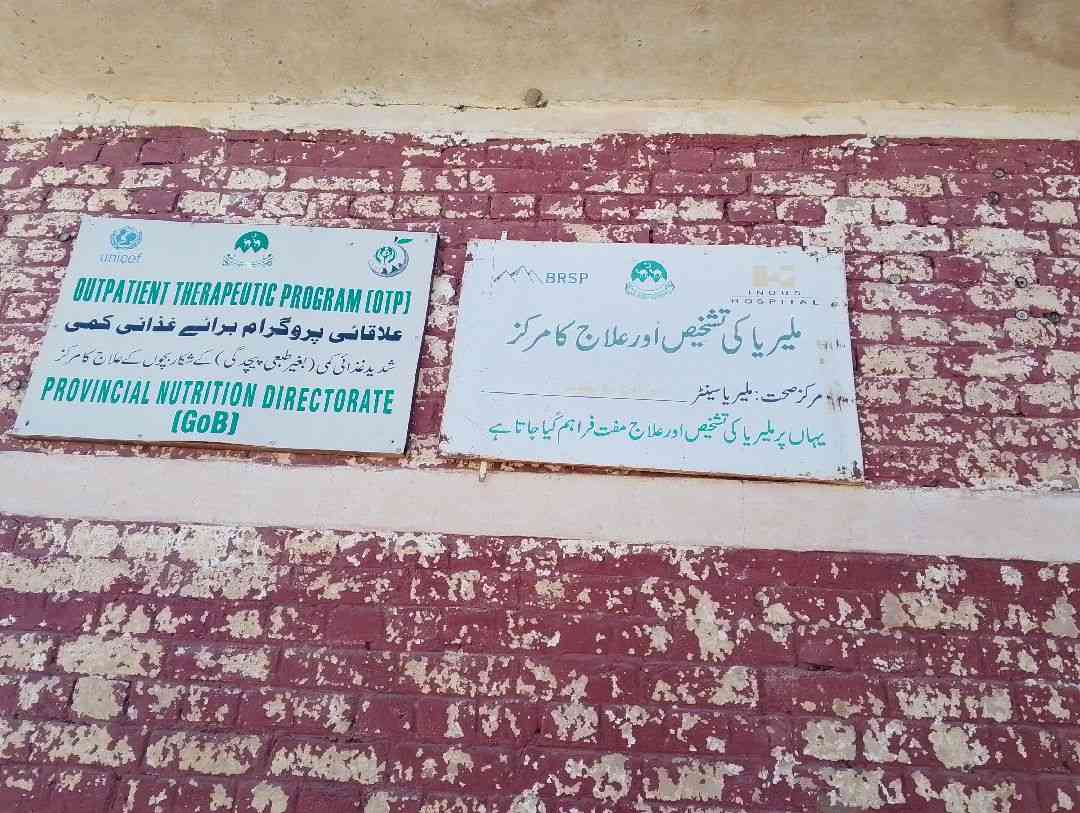 unicef
OUTPATIENT THERAPEUTIC PROGRAM (OTP)
علاقائی پروگرام برائے غذائی کمی
شدید غذائی کمی (بغیر طبعی پیچیدگی) کے شکار بچوں کے علاج کا مرکز
PROVINCIAL NUTRITION DIRECTORATE
(GoB)
BRSP
INDUS
HOSPITAL
ملیریا کی تشخیص اور علاج کا مرکز
مرکز صحت: ملیریا سینٹر
یہاں پر ملیریا کی تشخیص اور علاج مفت فراہم کیا جاتا ہے